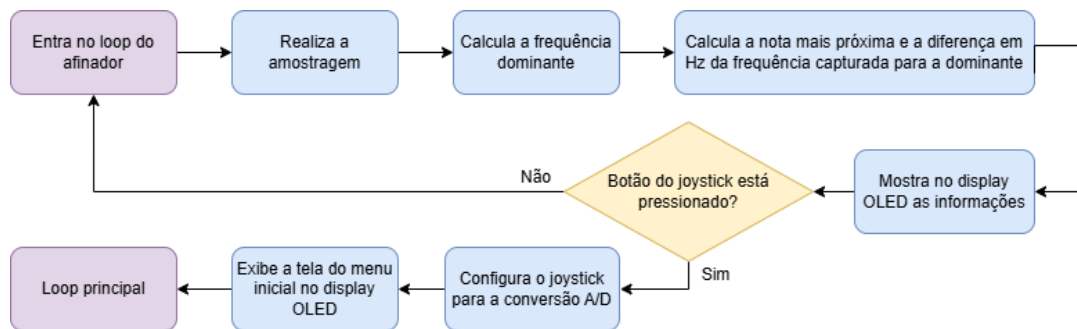 Entra no loop do
afinador
Realiza a
amostragem
Calcula a frequência
dominante
Calcula a nota mais próxima e a diferença em
Hz da frequência capturada para a dominante
Mostra no display
OLED as informações
Botão do joystick está
pressionado?
Não
Sim
Configura o joystick
para a conversão A/D
Exibe a tela do menu
inicial no display
OLED
Loop principal